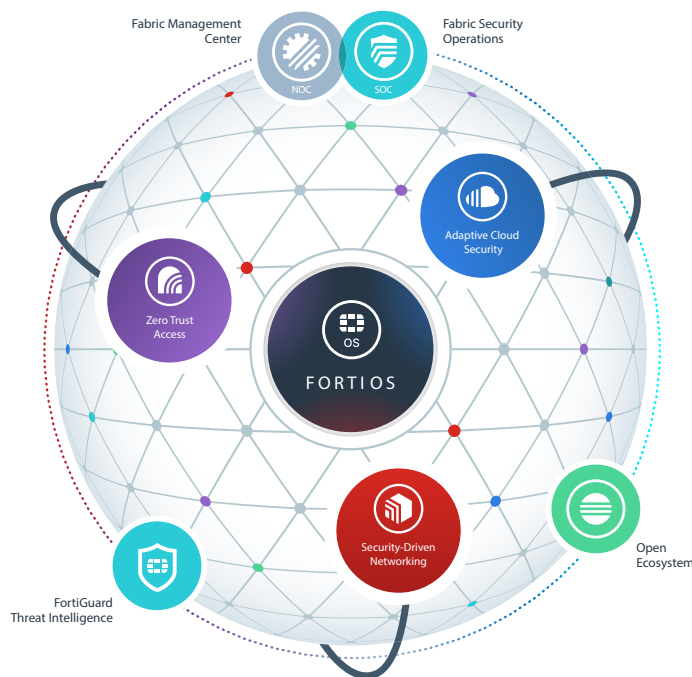 Fabric Management
Center
Fabric Security
Operations
NOC
SOC
Adaptive Cloud
Security
Zero Trust
Access
OS
FORTIOS
Security-Driven
Networking
Open
Ecosystem
FortiGuard
Threat Intelligence